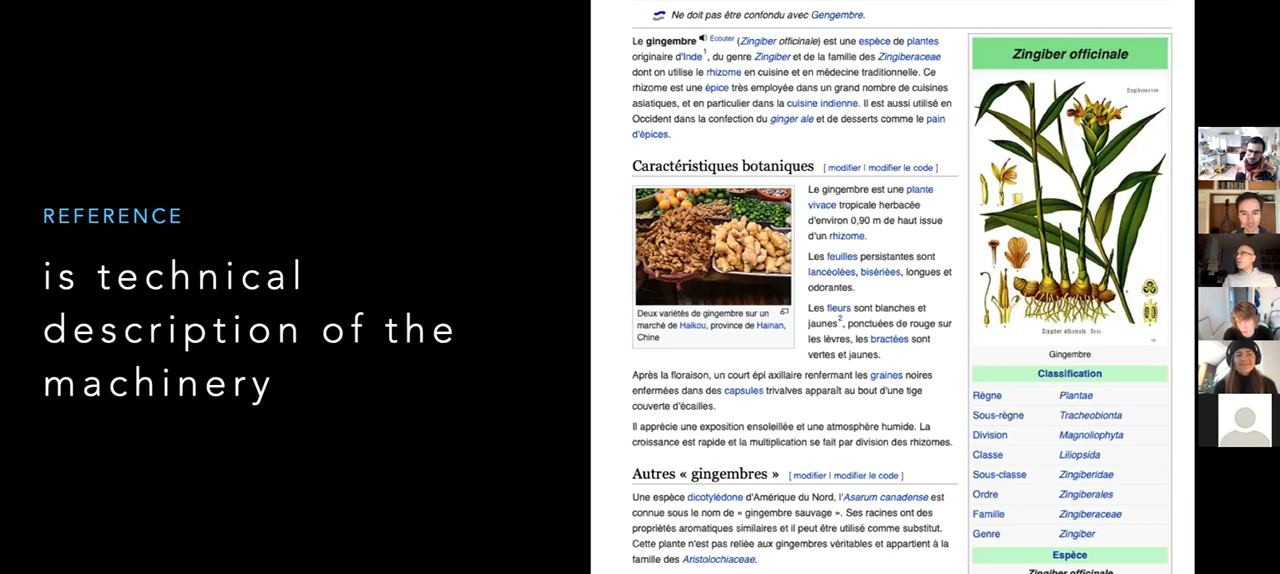 REFERENCE
is technical
description of the
machinery
Ne doit pas être confondu avec Gengembre.
Le gingembre Écouter (Zingiber officinale) est une espèce de plantes
originaire d'Inde1, du genre Zingiber et de la famille des Zingiberaceae
dont on utilise le rhizome en cuisine et en médecine traditionnelle. Ce
rhizome est une épice très employée dans un grand nombre de cuisines
asiatiques, et en particulier dans la cuisine indienne. Il est aussi utilisé en
Occident dans la confection du ginger ale et de desserts comme le pain
d'épices.
Caractéristiques botaniques [ modifier | modifier le code ]
Deux variétés de gingembre sur un
marché de Haikou, province de Hainan,
Chine
Le gingembre est une plante
vivace tropicale herbacée
d'environ 0,90 m de haut issue
d'un rhizome.
Les feuilles persistantes sont
lancéolées, bisériées, longues et
odorantes.
Les fleurs sont blanches et
jaunes2, ponctuées de rouge sur
les lèvres, les bractées sont
vertes et jaunes.
Après la floraison, un court épi axillaire renfermant les graines noires
enfermées dans des capsules trivalves apparaît au bout d'une tige
couverte d'écailles.
Il apprécie une exposition ensoleillée et une atmosphère humide. La
croissance est rapide et la multiplication se fait par division des rhizomes.
Autres « gingembres » [ modifier | modifier le code ]
Une espèce dicotylédone d'Amérique du Nord, l'Asarum canadense est
connue sous le nom de « gingembre sauvage ». Ses racines ont des
propriétés aromatiques similaires et il peut être utilisé comme substitut.
Cette plante n'est pas reliée aux gingembres véritables et appartient à la
famille des Aristolochiaceae.
Zingiber officinale
Zingiber officinale Rosc.
Gingembre
Classification
Règne Plantae
Sous-règne Tracheobionta
Division Magnoliophyta
Classe Liliopsida
Sous-classe Zingiberidae
Ordre Zingiberales
Famille Zingiberaceae
Genre Zingiber
Espèce
Zingiber officinale